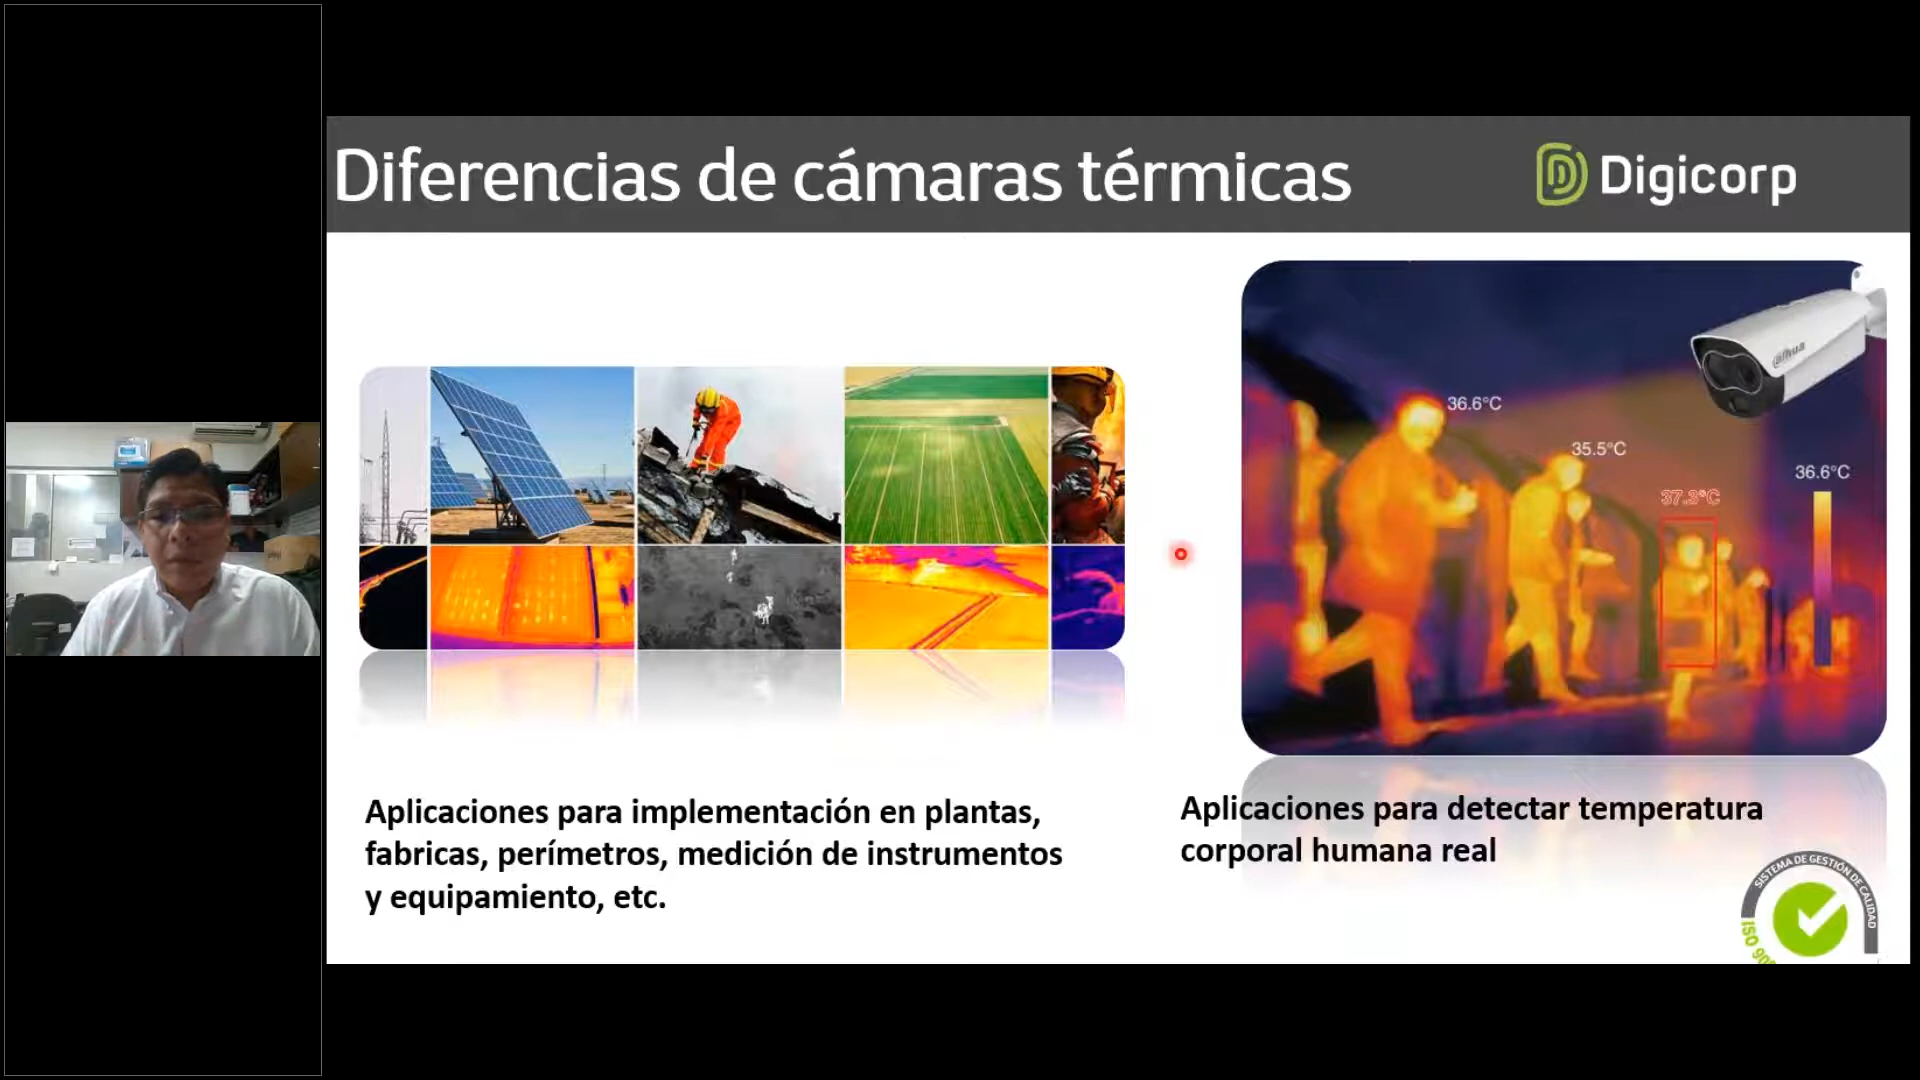 Diferencias de cámaras térmicas
Digicorp
36.6°C
35.5°C
37.3°C
36.6°C
alhua
Aplicaciones para implementación en plantas,
fabricas, perímetros, medición de instrumentos
y equipamiento, etc.
Aplicaciones para detectar temperatura
corporal humana real
SISTEMA DE GESTIÓN DE CALIDAD
ISO